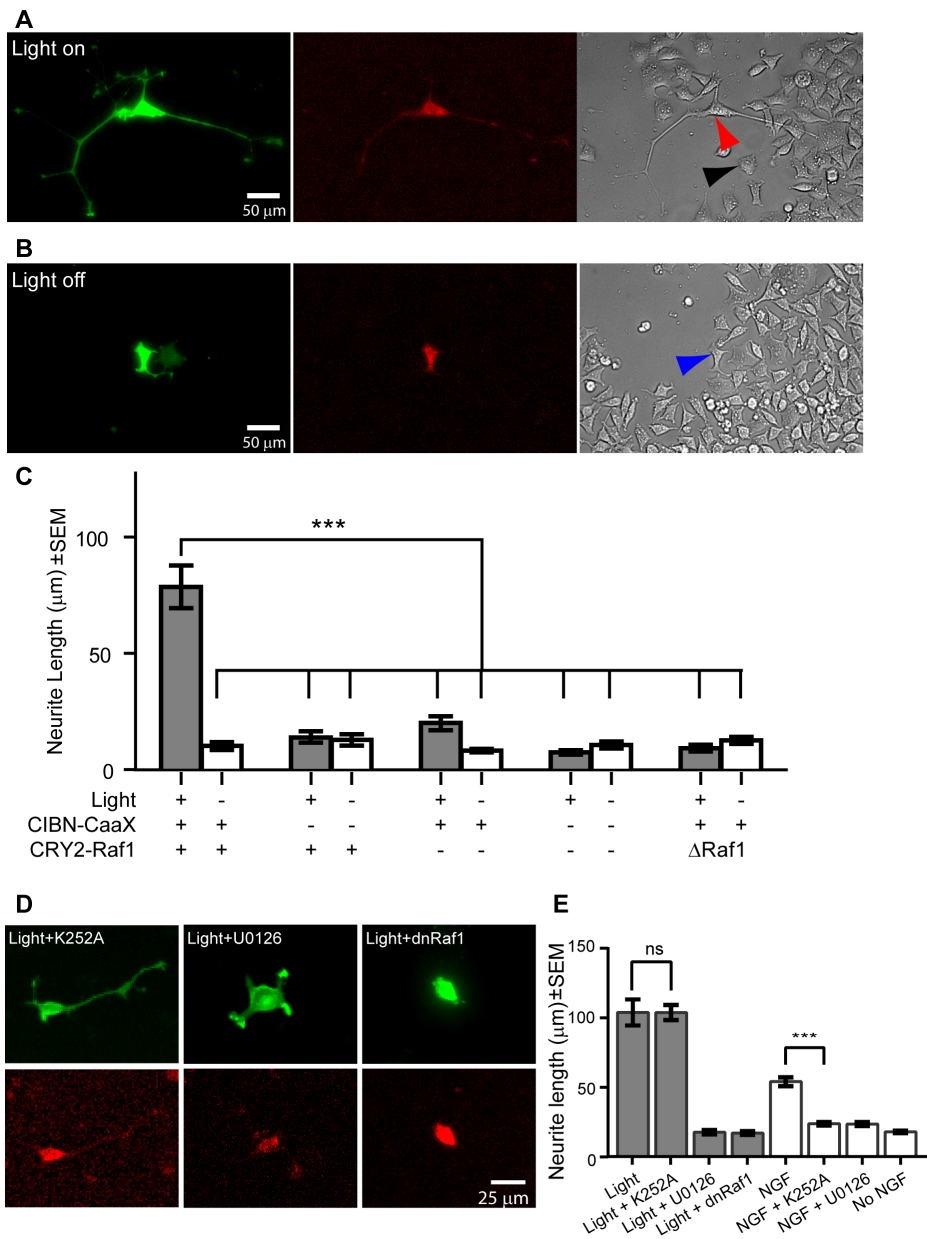 A
Light on
50 μm
B
Light off
50 μm
C
Neurite Length (μm) ±SEM
100
50
0
***
Light + - + - + - + - + -
CIBN-CaaX + + - - + + - - + +
CRY2-Raf1 + + + + - - - - ΔRaf1
D
Light+K252A
Light+U0126
Light+dnRaf1
25 μm
E
Neurite length (μm) ±SEM
150
100
50
0
ns
***
Light
Light + K252A
Light + U0126
Light + dnRaf1
NGF
NGF + K252A
NGF + U0126
No NGF